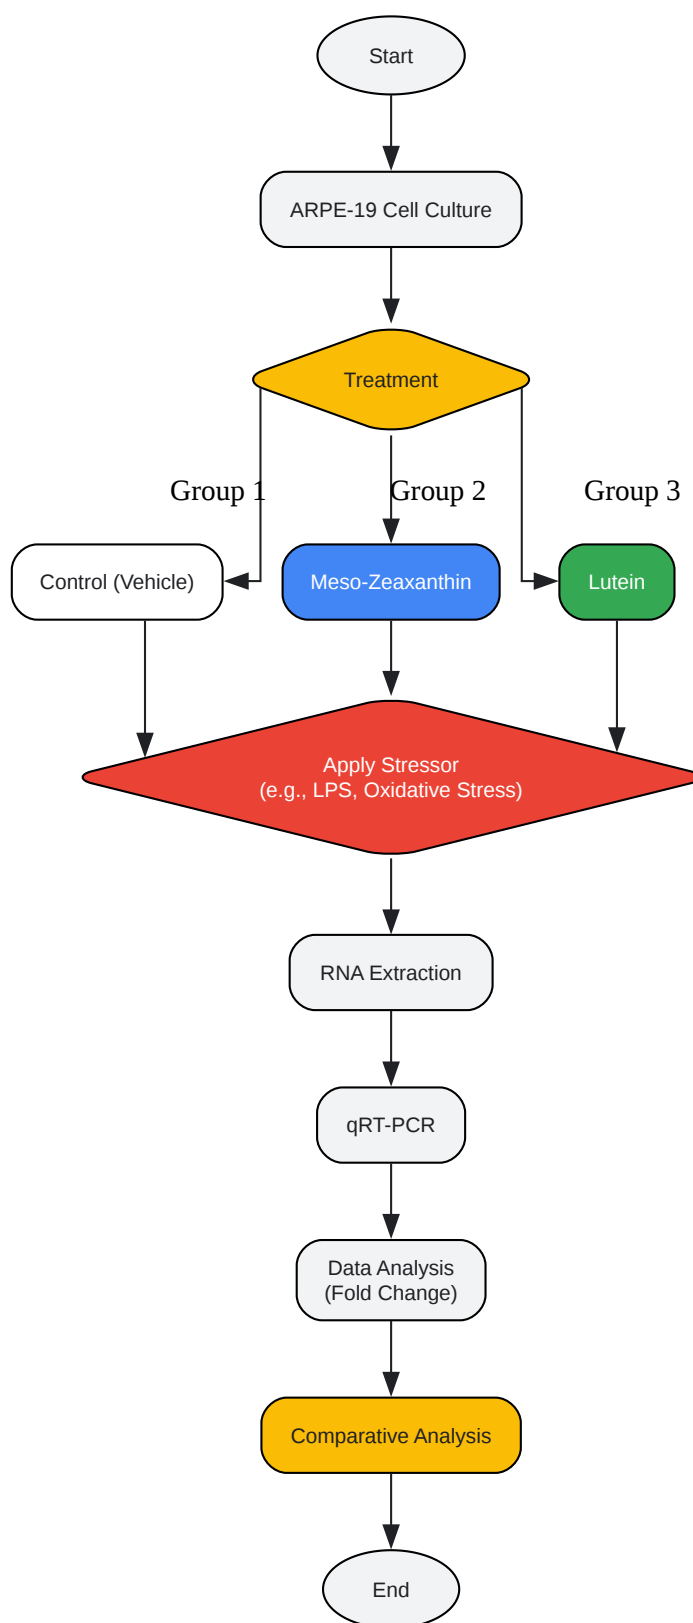 Start
ARPE-19 Cell Culture
Treatment
Group 1
Group 2
Group 3
Control (Vehicle)
Meso-Zeaxanthin
Lutein
Apply Stressor
(e.g., LPS, Oxidative Stress)
RNA Extraction
qRT-PCR
Data Analysis
(Fold Change)
Comparative Analysis
End